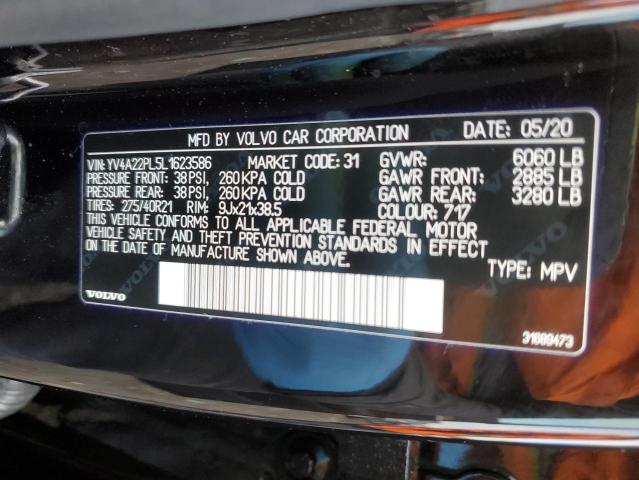 MFD BY VOLVO CAR CORPORATION DATE: 05/20
VIN: YV4A22PL5L1623586 MARKET CODE: 31 GVWR: 6060 LB
PRESSURE FRONT: 38 PSI, 260 KPA COLD GAWR FRONT: 2885 LB
PRESSURE REAR: 38 PSI, 260 KPA COLD GAWR REAR: 3280 LB
TIRES: 275/40R21 RIM: 9Jx21x38.5 COLOUR: 717
THIS VEHICLE CONFORMS TO ALL APPLICABLE FEDERAL MOTOR
VEHICLE SAFETY AND THEFT PREVENTION STANDARDS IN EFFECT
ON THE DATE OF MANUFACTURE SHOWN ABOVE.
TYPE: MPV
VOLVO
31689473